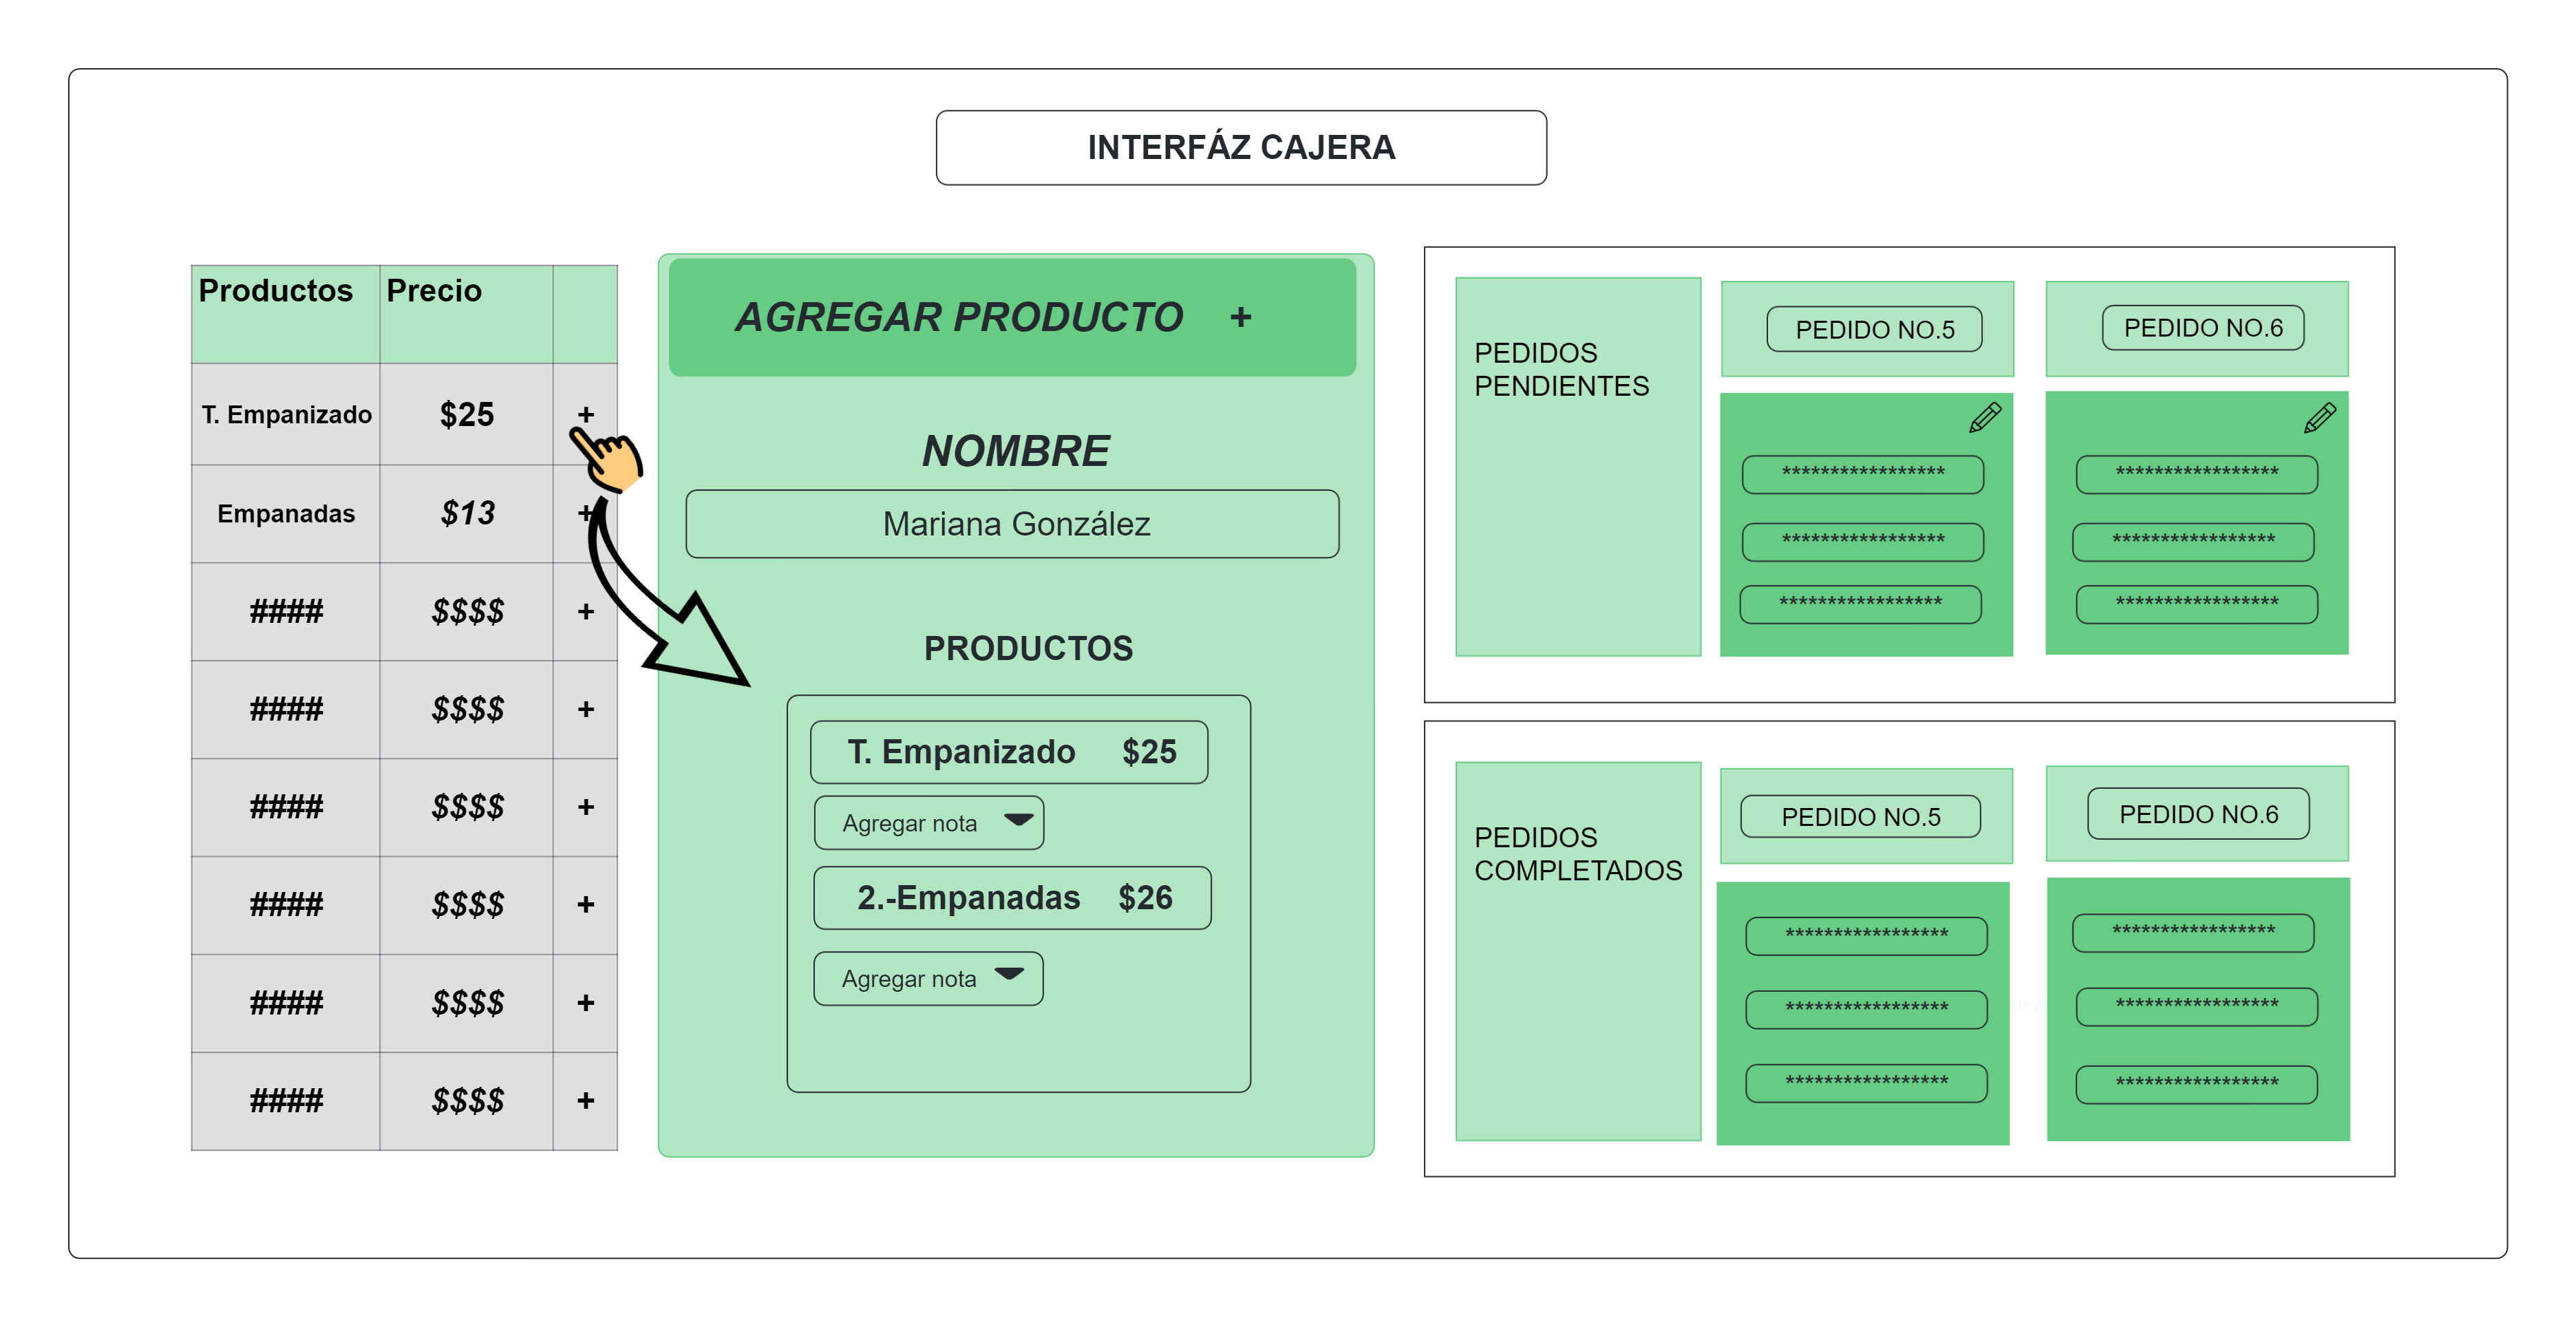 INTERFÁZ CAJERA
Productos Precio
T. Empanizado $25 +
Empanadas $13 +
#### $$$$ +
#### $$$$ +
#### $$$$ +
#### $$$$ +
#### $$$$ +
#### $$$$ +
AGREGAR PRODUCTO +
NOMBRE
Mariana González
PRODUCTOS
T. Empanizado $25
Agregar nota
2.-Empanadas $26
Agregar nota
PEDIDOS
PENDIENTES
PEDIDO NO.5
*****************
*****************
*****************
PEDIDO NO.6
*****************
*****************
*****************
PEDIDOS
COMPLETADOS
PEDIDO NO.5
*****************
*****************
*****************
PEDIDO NO.6
*****************
*****************
*****************